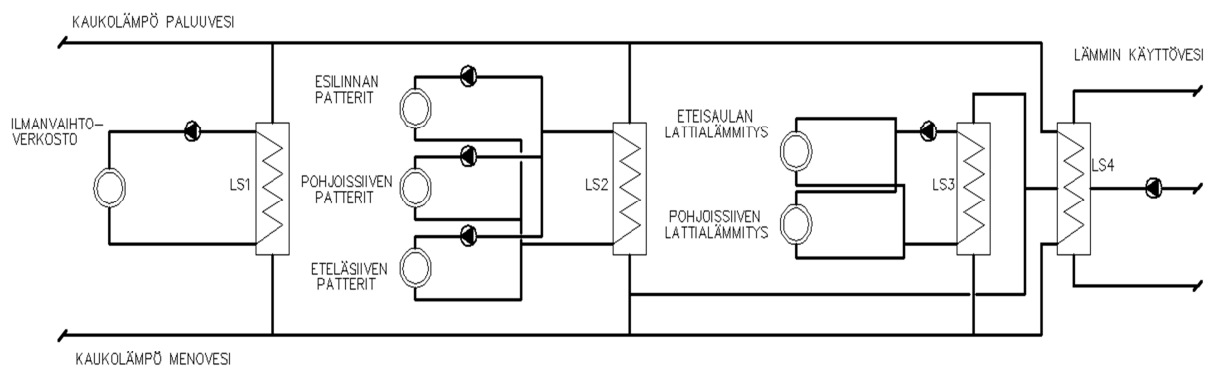 KAUKOLÄMPÖ PALUUVESI
LÄMMIN KÄYTTÖVESI
ESILINNAN
PATTERIT
ILMANVAIHTO-
VERKOSTO
ETEISAULAN
LATTIALÄMMITYS
LS1
POHJOISSIIVEN
PATTERIT
LS2
LS3
LS4
POHJOISSIIVEN
LATTIALÄMMITYS
ETELÄSIIVEN
PATTERIT
KAUKOLÄMPÖ MENOVESI